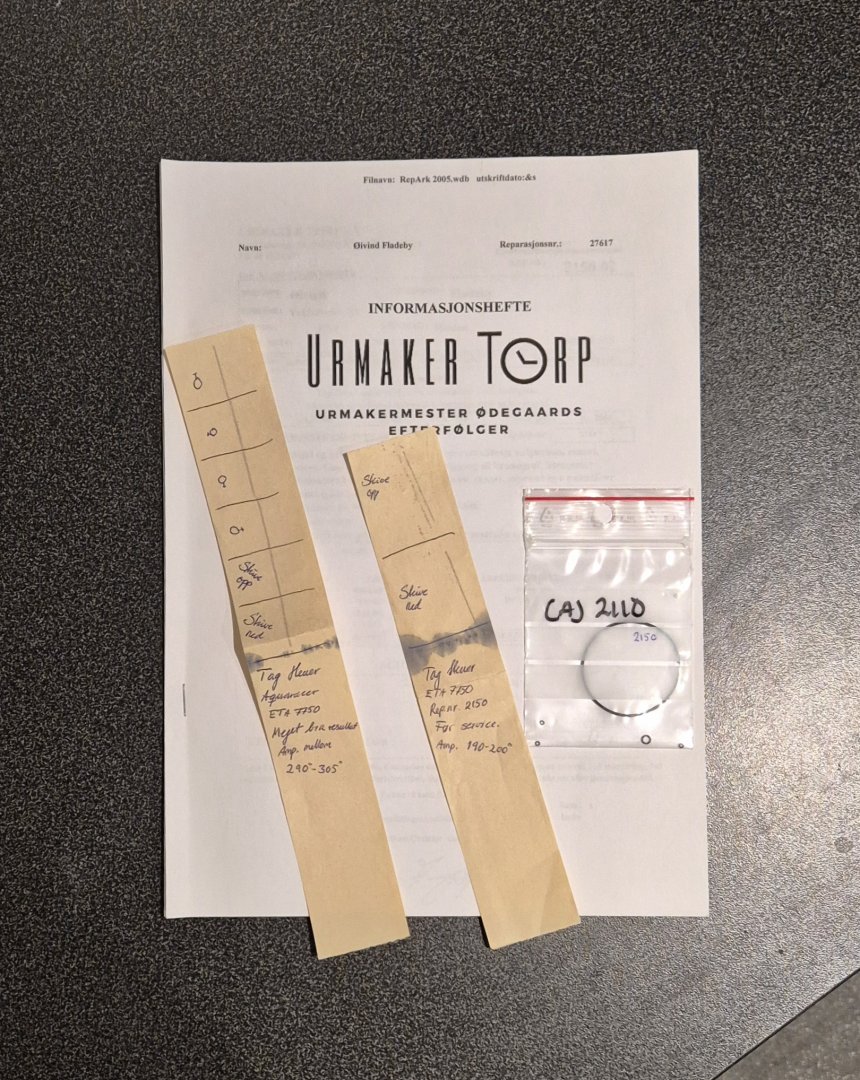 Filnavn: RepArk 2005.wdb utskriftdato:&s
Navn: Øivind Fladeby Reparasjonsnr.: 27617
INFORMASJONSHEFTE
URMAKER TORP
URMAKERMESTER ØDEGAARDS
EFTERFØLGER
Skive
opp
Skive
ned
Tag Heuer
Aquaracer
ETA 7750
Meget bra resultat
Amp. mellom
290°-305°
Skive
opp
Skive
ned
Tag Heuer
ETA 7750
Rep.nr. 2150
Før service.
Amp. 190-200°
CAJ 2110
2150